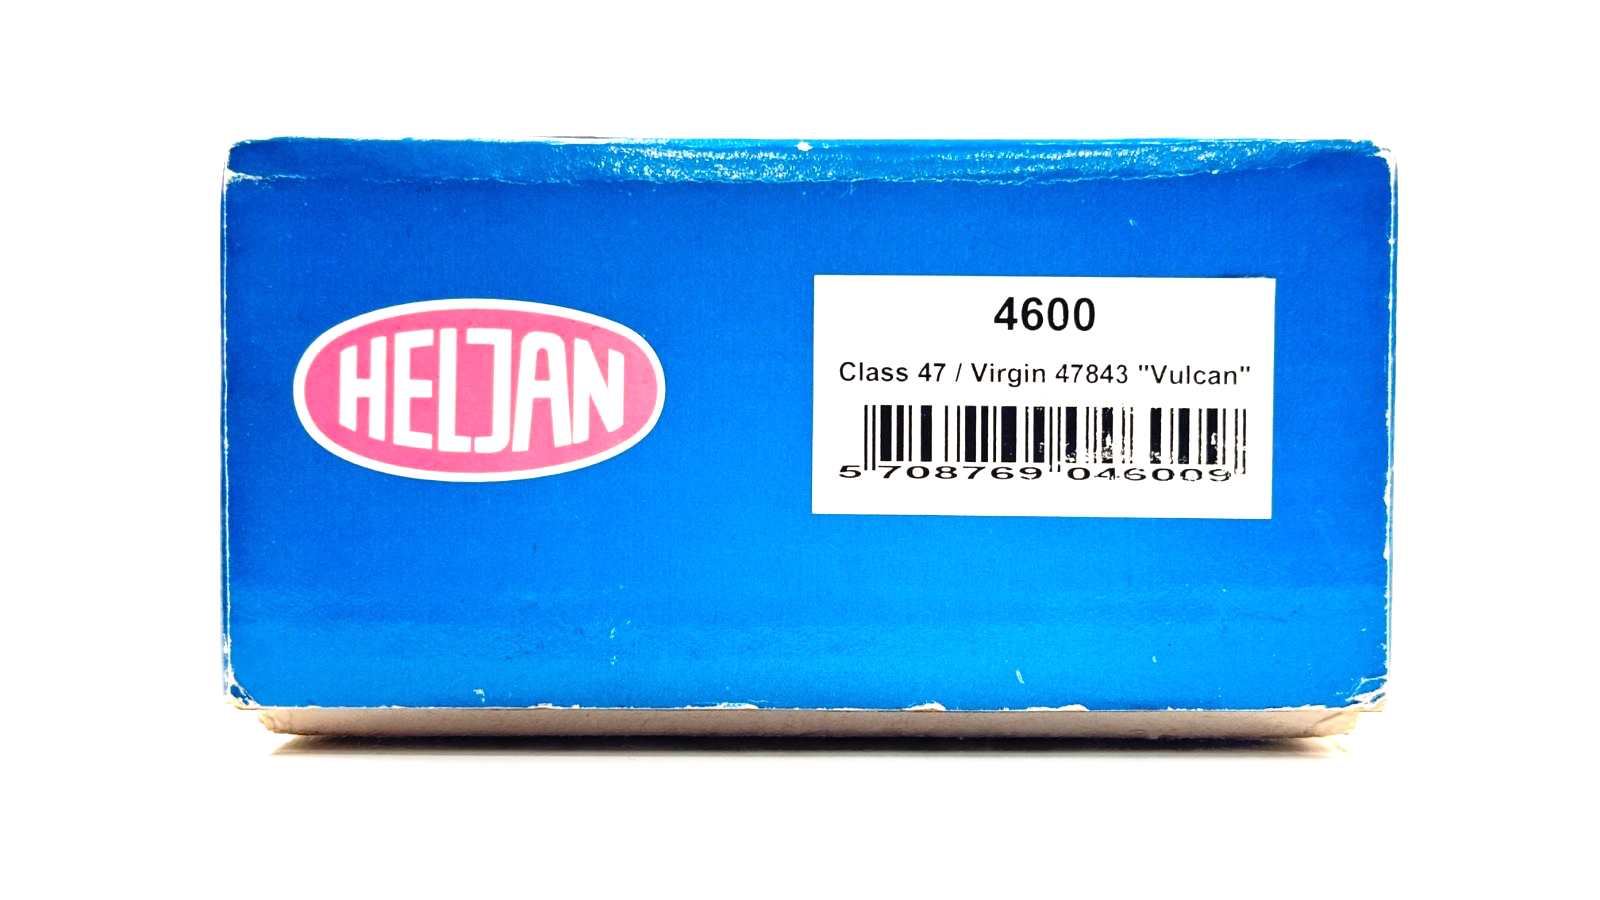 HELJAN
4600
Class 47 / Virgin 47843 "Vulcan"
5 708769 046009